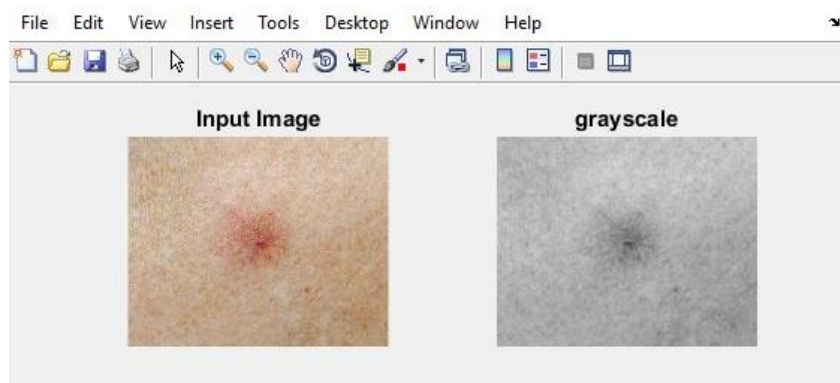 File Edit View Insert Tools Desktop Window Help
Input Image grayscale